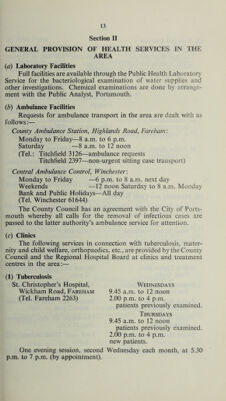 13
Section II
GENERAL PROVISION OF HEALTH SERVICES IN THE
AREA
(a) Laboratory Facilities
Full facilities are available through the Public Health Laboratory
Service for the bacteriological examination of water supplies and
other investigations. Chemical examinations are done by arrange-
ment with the Public Analyst, Portsmouth.
(b) Ambulance Facilities
Requests for ambulance transport in the area are dealt with as
follows:—
County Ambulance Station, Highlands Road, Fareham:
Monday to Friday—8 a.m. to 6 p.m.
Saturday —8 a.m. to 12 noon
(Tel.: Titchfield 3126—ambulance requests
Titchfield 2397—non-urgent sitting case transport)
Central Ambulance Control, Winchester:
Monday to Friday —6 p.m. to 8 a.m. next day
Weekends —12 noon Saturday to 8 a.m. Monday
Bank and Public Holidays—All day
(Tel. Winchester 61644)
The County Council has an agreement with the City of Ports-
mouth whereby all calls for the removal of infectious cases are
passed to the latter authority's ambulance service for attention.
(c) Clinics
The following services in connection with tuberculosis, mater-
nity and child welfare, orthopoedics, etc., are provided by the County
Council and the Regional Hospital Board at clinics and treatment
centres in the area:—
(1) Tuberculosis
St. Christopher's Hospital,
Wickham Road, FAREHAM
(Tel. Fareham 2263)
WEDNESDAYS
9.45 a.m. to 12 noon
2.00 p.m. to 4 p.m.
patients previously examined.
THURSDAYS
9.45 a.m. to 12 noon
patients previously examined.
2.00 p.m. to 4 p.m.
new patients.
One evening session, second Wednesday each month, at 5.30
p.m. to 7 p.m. (by appointment).